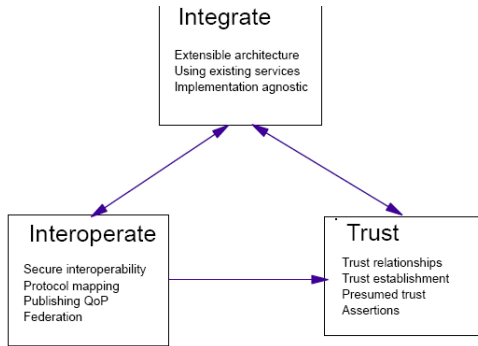 Integrate
Extensible architecture
Using existing services
Implementation agnostic
Interoperate
Secure interoperability
Protocol mapping
Publishing QoP
Federation
Trust
Trust relationships
Trust establishment
Presumed trust
Assertions